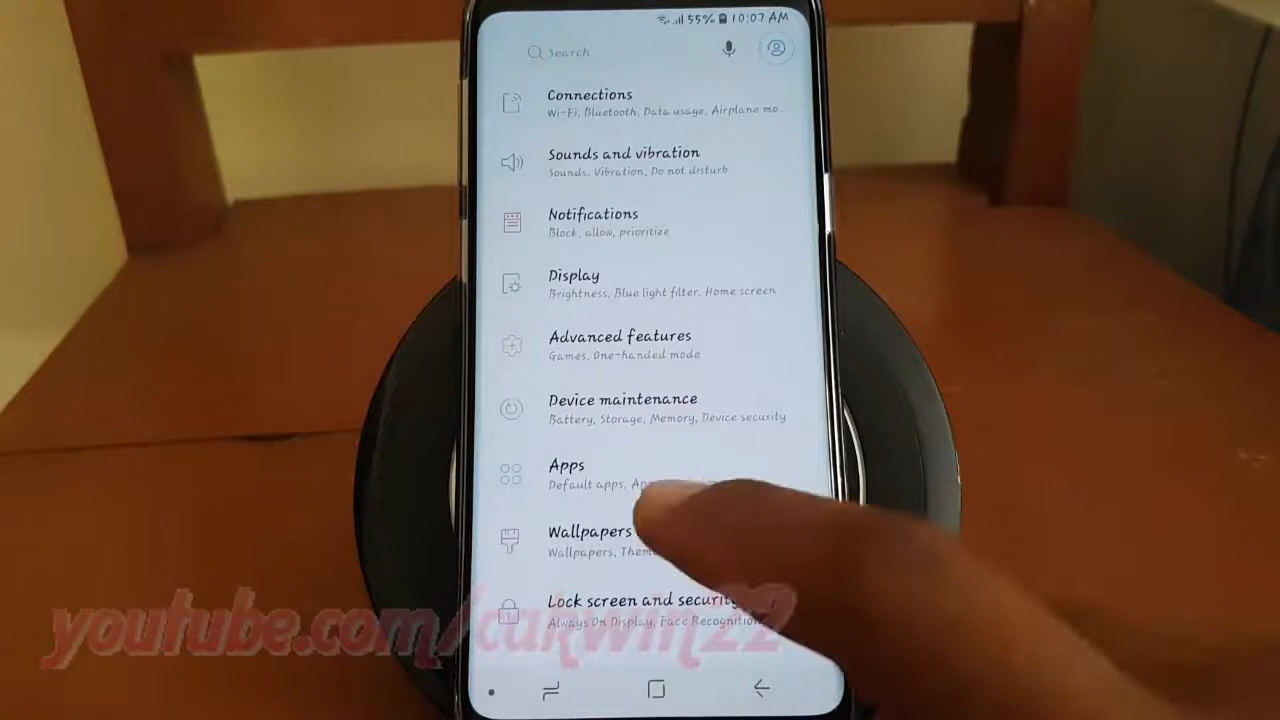 55% 10:07 AM
Search
Connections
Wi-Fi, Bluetooth, Data usage, Airplane mo..
Sounds and vibration
Sounds, Vibration, Do not disturb
Notifications
Block, allow, prioritize
Display
Brightness, Blue light filter, Home screen
Advanced features
Games, One-handed mode
Device maintenance
Battery, Storage, Memory, Device security
Apps
Default apps,
Wallpapers
Wallpapers,
Lock screen and security
Always On Display, Face Recognition,
youtube.com/kakwin22